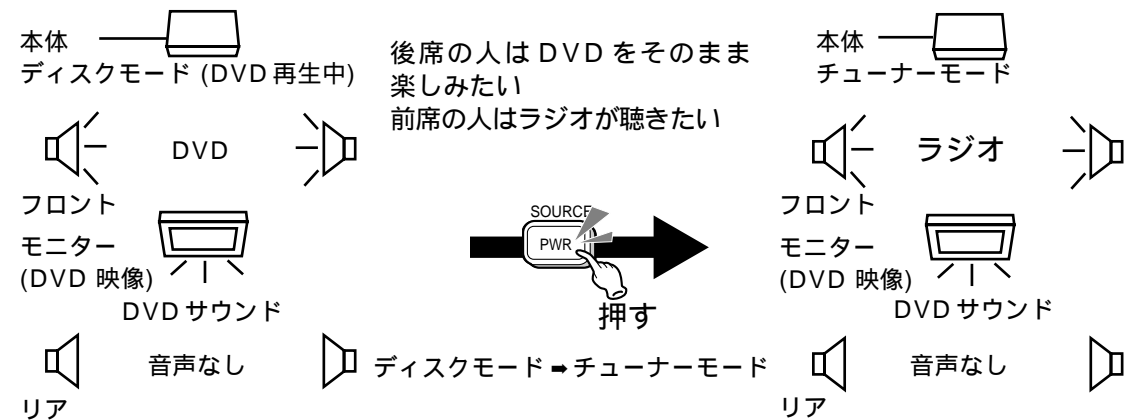 本体
ディスクモード (DVD 再生中)
DVD
フロント
モニター
(DVD 映像)
DVD サウンド
音声なし
リア
後席の人は DVD をそのまま
楽しみたい
前席の人はラジオが聴きたい
SOURCE
PWR
押す
ディスクモード ➡ チューナーモード
本体
チューナーモード
ラジオ
フロント
モニター
(DVD 映像)
DVD サウンド
音声なし
リア